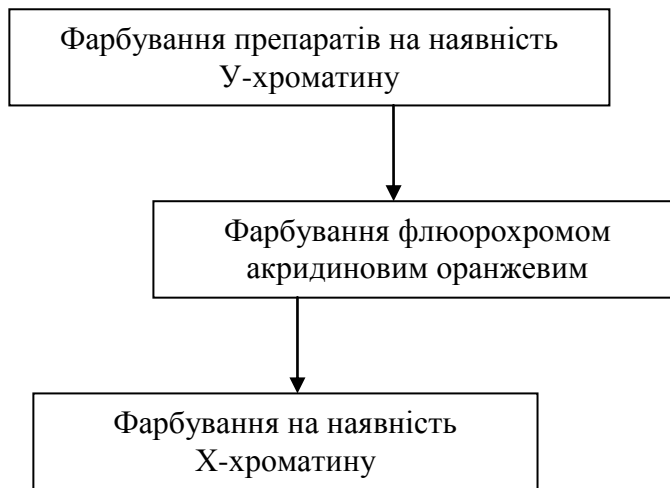 Фарбування препаратів на наявність
У-хроматину
Фарбування флюорохромом
акридиновим оранжевим
Фарбування на наявність
Х-хроматину